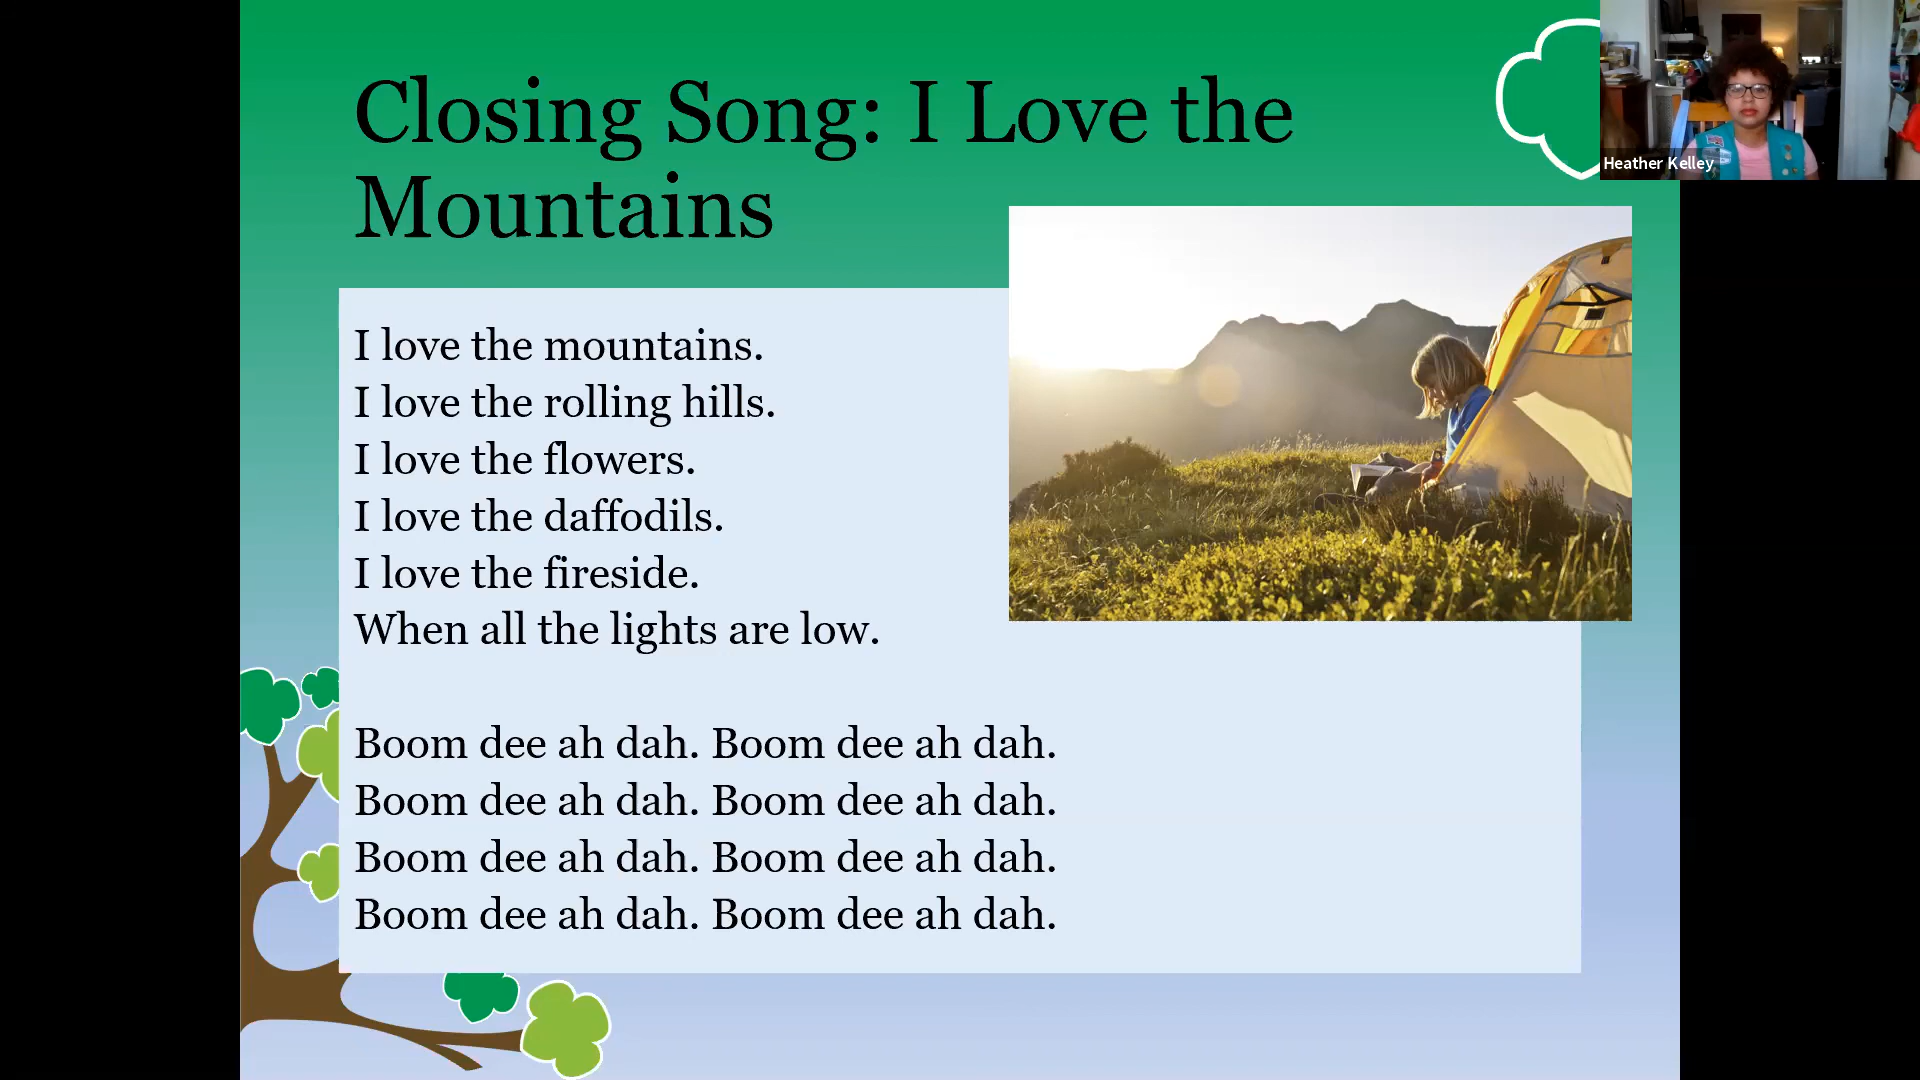 Closing Song: I Love the
Mountains
Heather Kelley
I love the mountains.
I love the rolling hills.
I love the flowers.
I love the daffodils.
I love the fireside.
When all the lights are low.
Boom dee ah dah. Boom dee ah dah.
Boom dee ah dah. Boom dee ah dah.
Boom dee ah dah. Boom dee ah dah.
Boom dee ah dah. Boom dee ah dah.